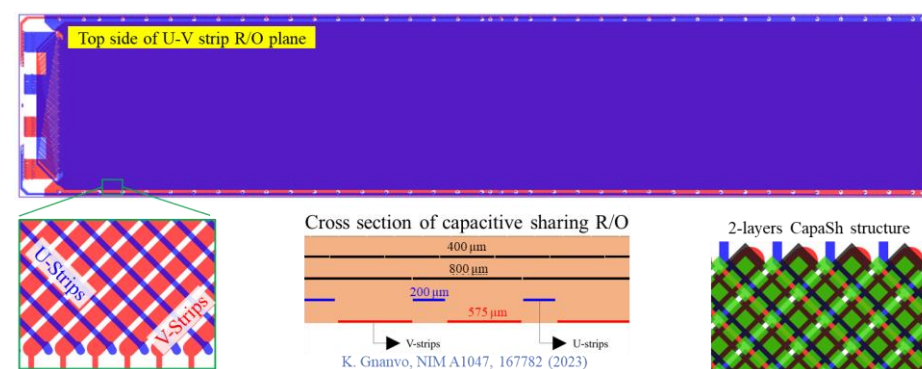 Top side of U-V strip R/O plane
U-Strips
V-Strips
Cross section of capacitive sharing R/O
400 µm
800 µm
200 µm
575 µm
V-strips
U-strips
K. Gnanvo, NIM A1047, 167782 (2023)
2-layers CapaSh structure